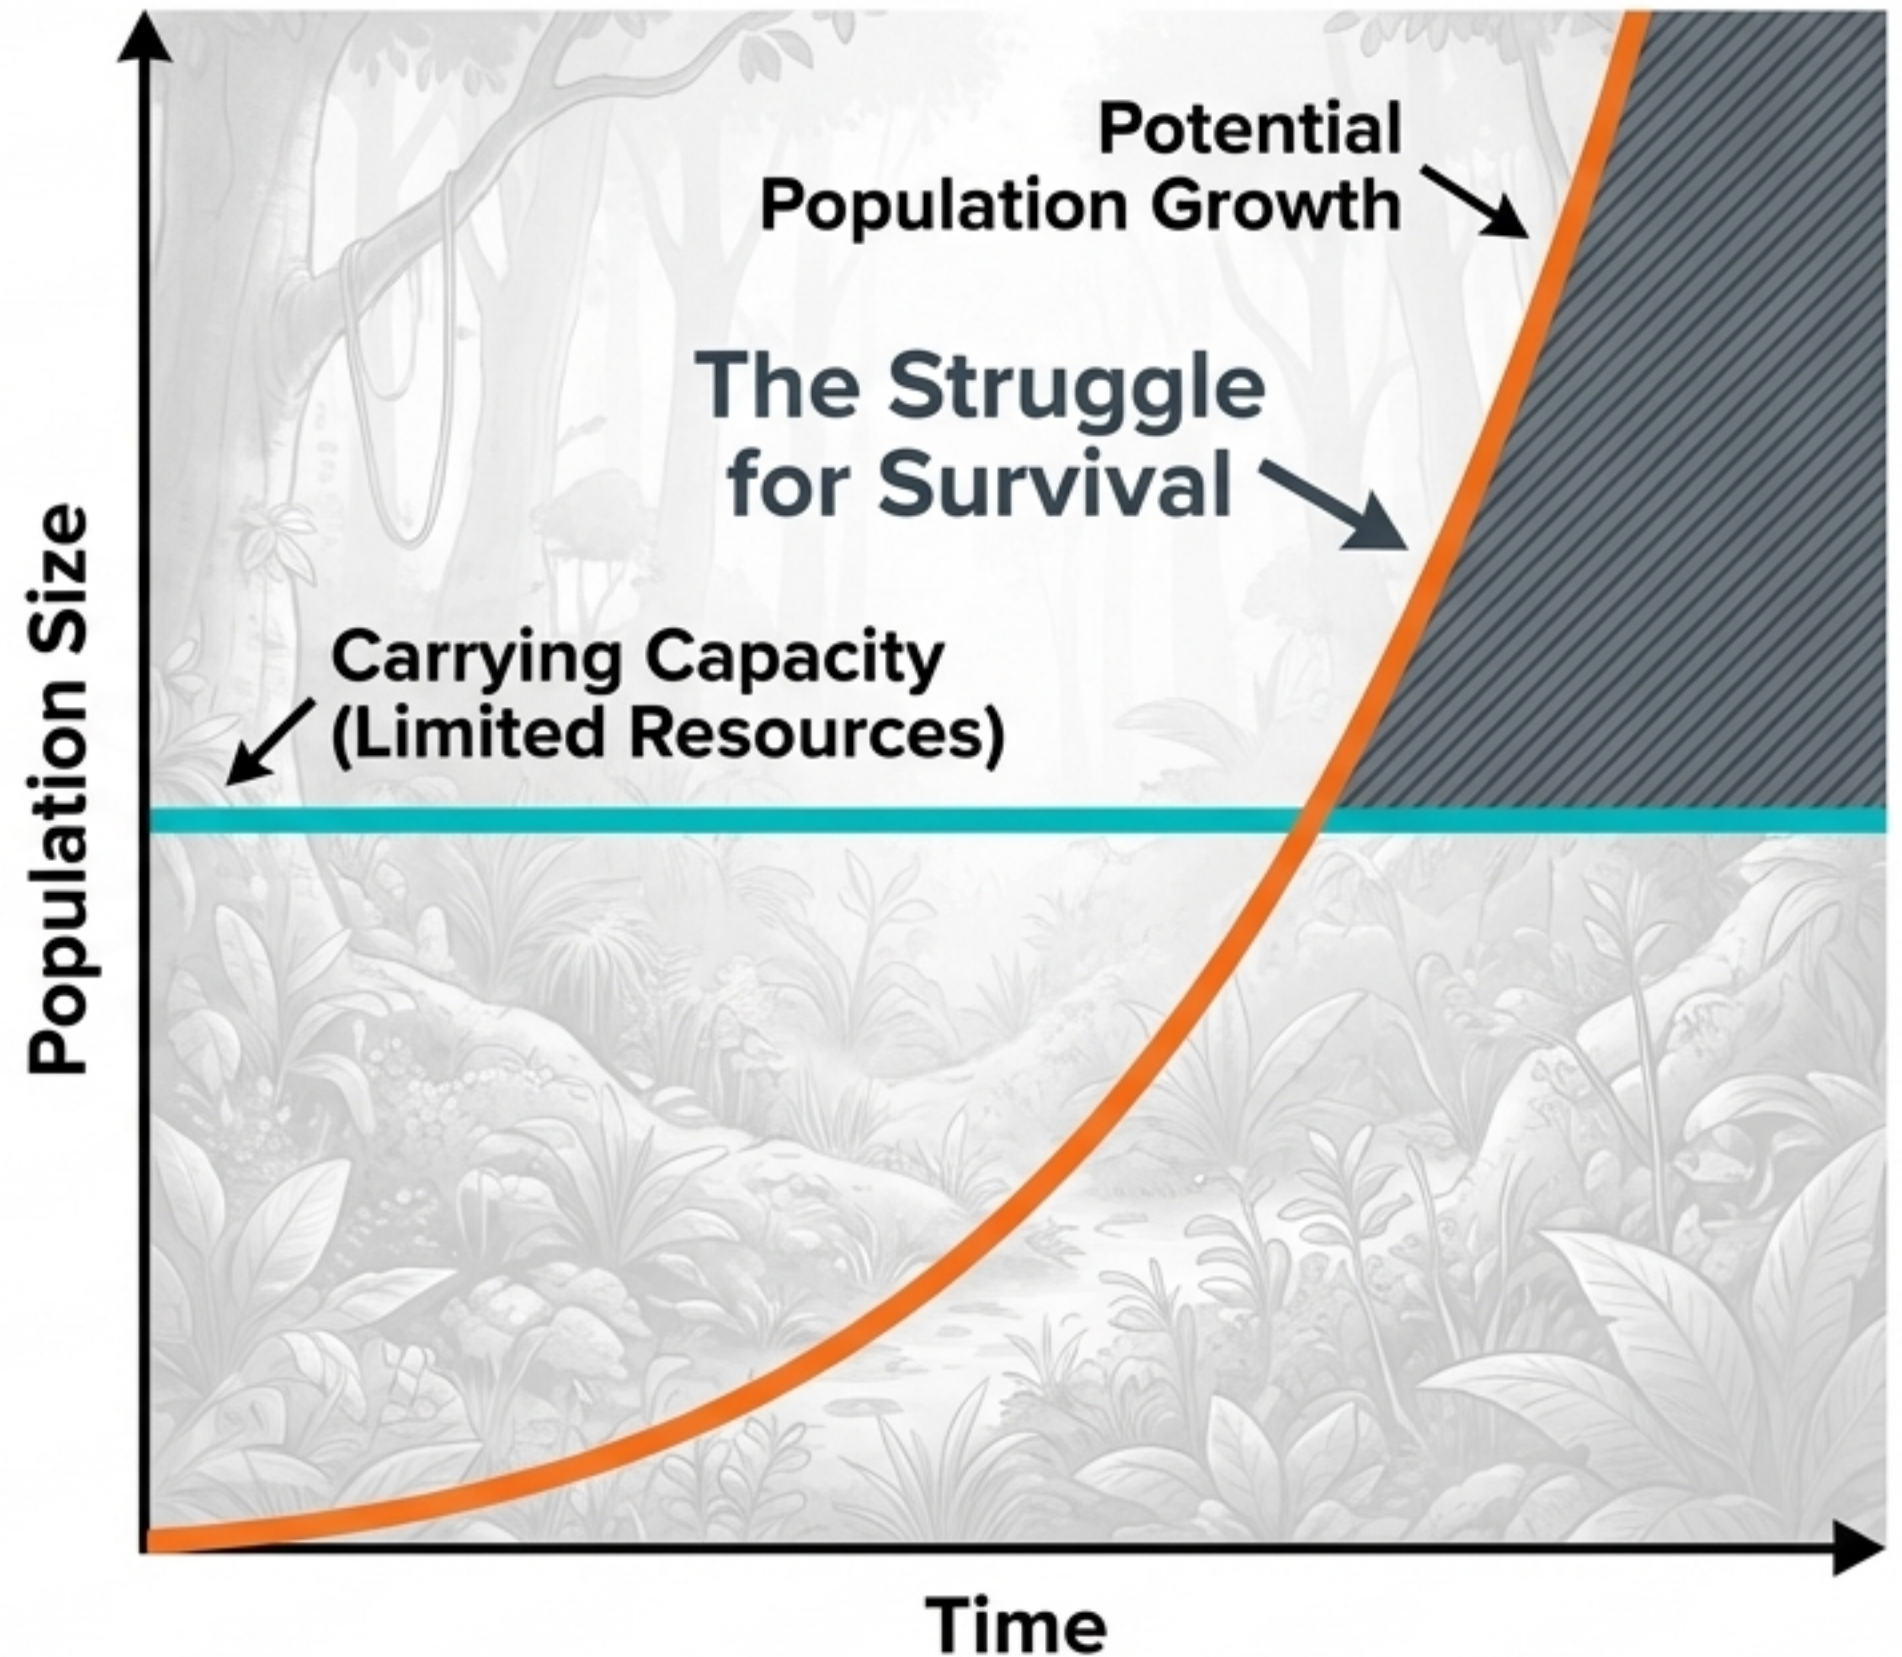 Potential
Population Growth
The Struggle
for Survival
Carrying Capacity
(Limited Resources)
Population Size
Time